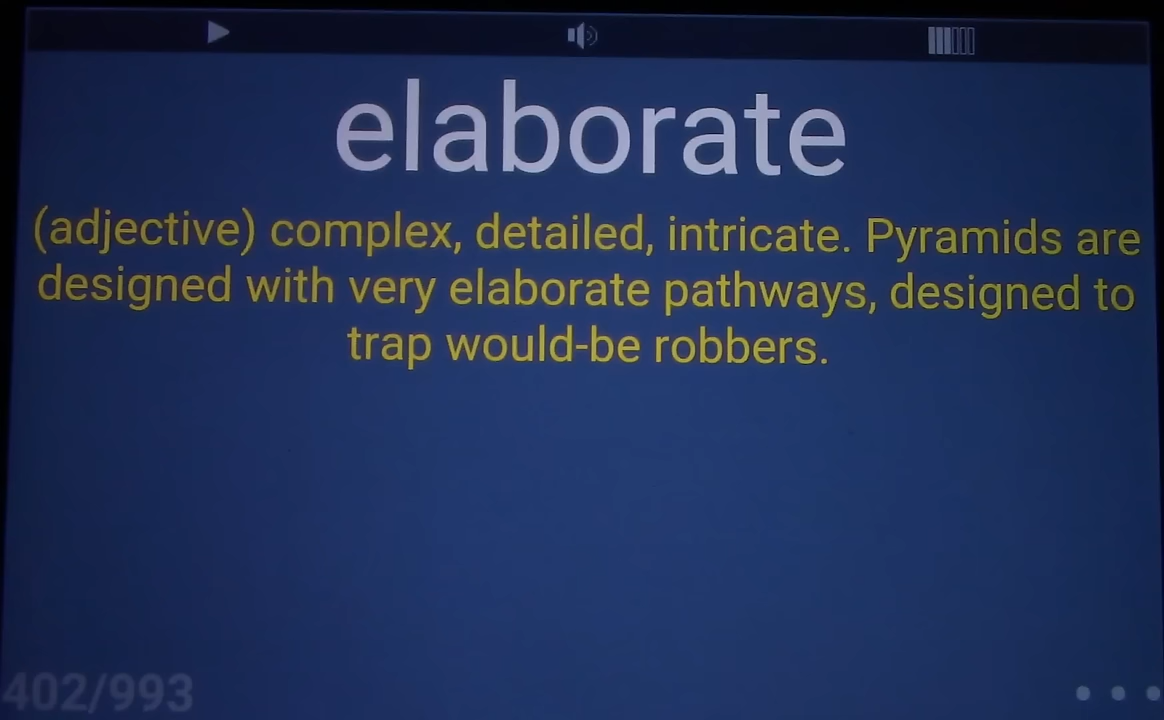 elaborate
(adjective) complex, detailed, intricate. Pyramids are
designed with very elaborate pathways, designed to
trap would-be robbers.
402/993